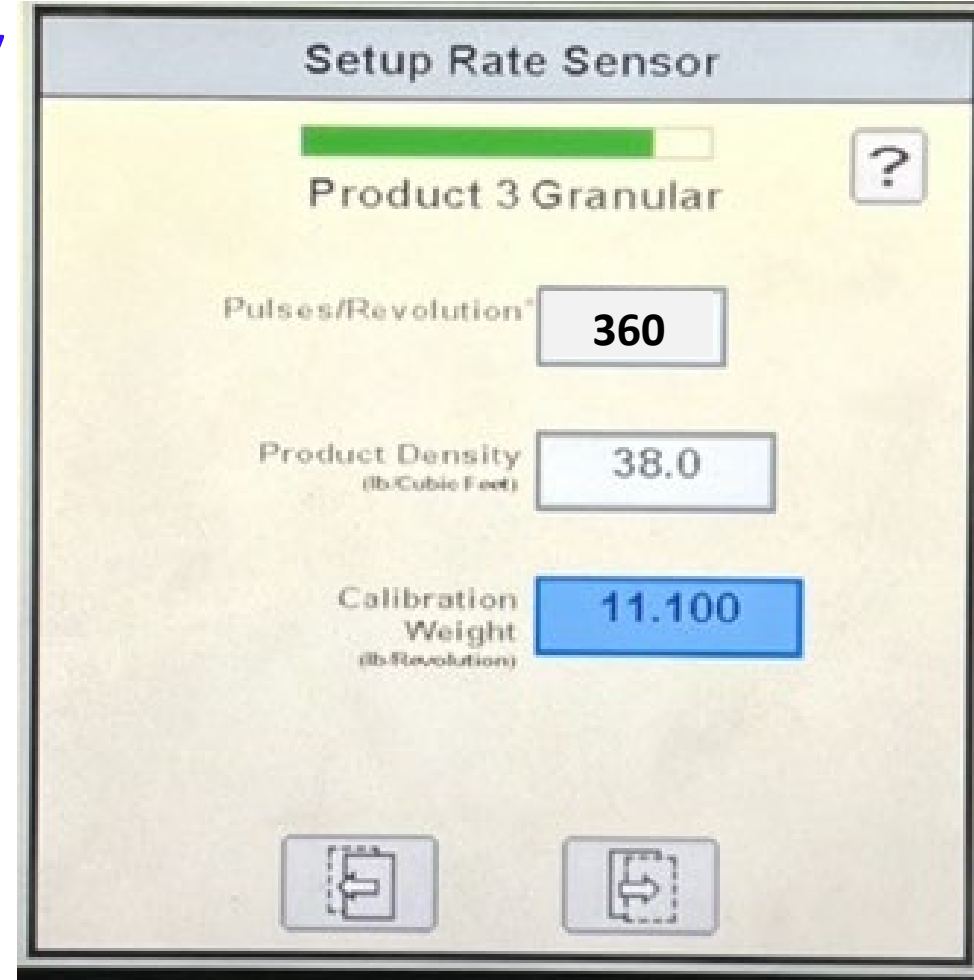 Setup Rate Sensor
?
Product 3 Granular
Pulses/Revolution*
360
Product Density
(lb/Cubic Feet)
38.0
Calibration
Weight
(lb/Revolution)
11.100